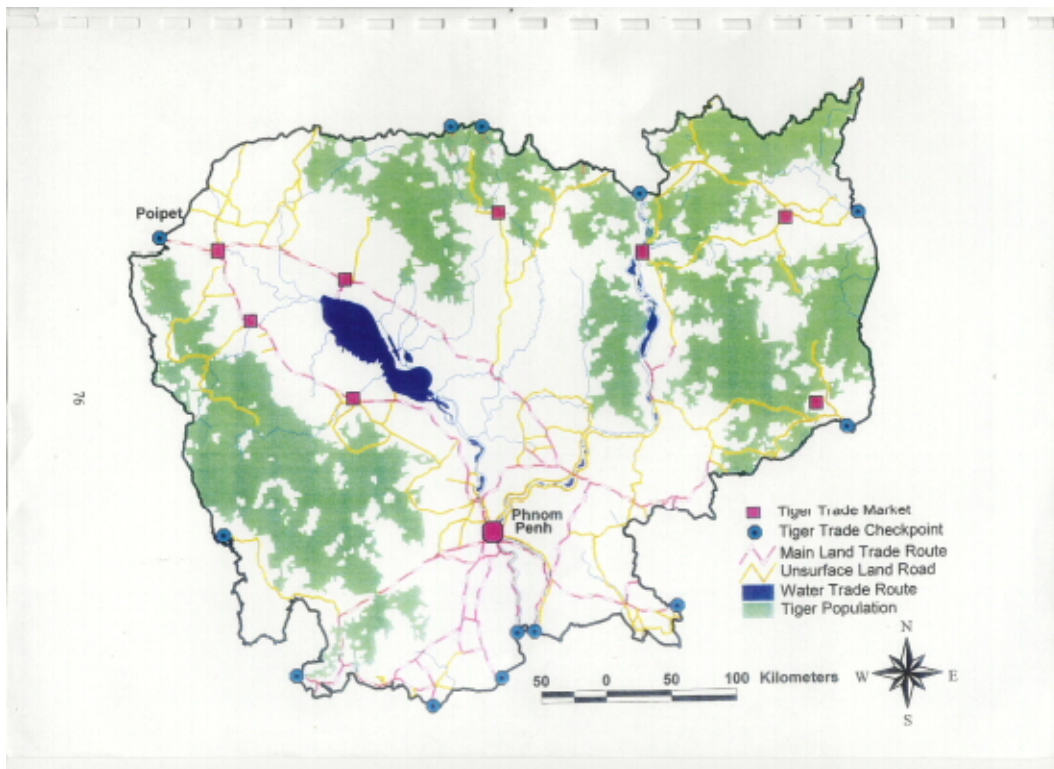 Poipet
76
Phnom
Penh
Tiger Trade Market
Tiger Trade Checkpoint
Main Land Trade Route
Unsurface Land Road
Water Trade Route
Tiger Population
N
W E
S
50 0 50 100 Kilometers